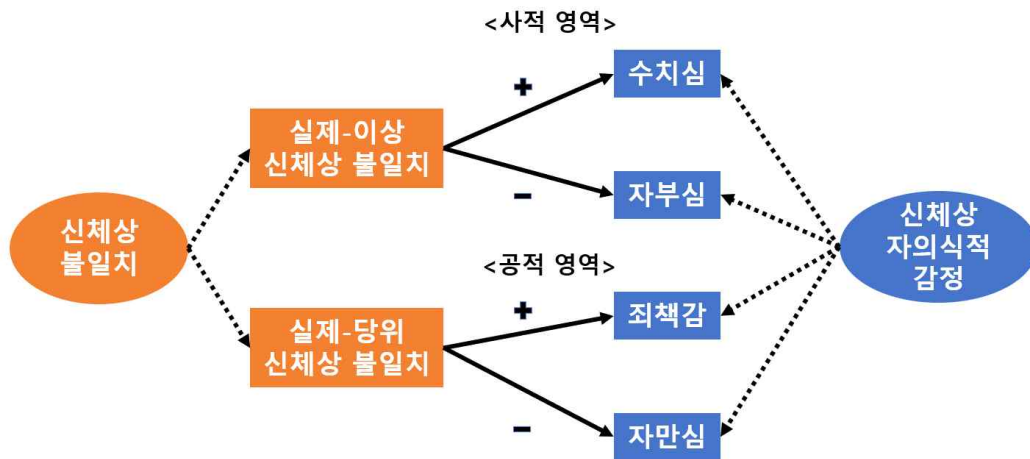 <사적 영역>
+
수치심
실제-이상
신체상 불일치
-
자부심
신체상
불일치
신체상
자의식적
감정
<공적 영역>
+
죄책감
실제-당위
신체상 불일치
-
자만심